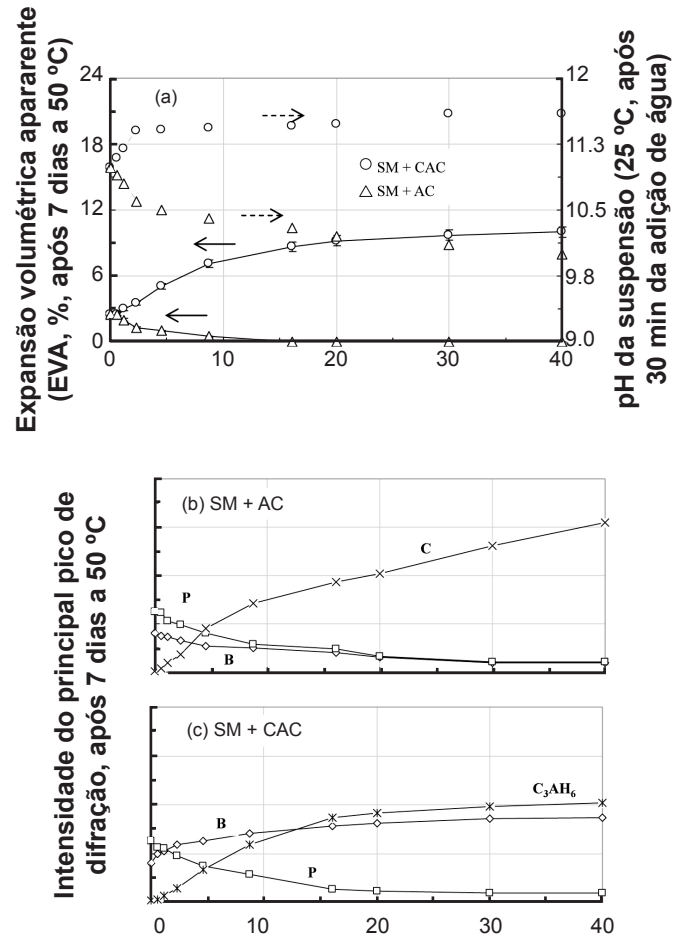 Expansão volumétrica apararente
(EVA, %, após 7 dias a 50 ºC)
24
18
12
6
0
(a)
SM + CAC
SM + AC
12
11.3
10.5
9.8
9.0
pH da suspensão (25 ºC, após
30 min da adição de água)
0
10
20
30
40
Intensidade do principal pico de
difração, após 7 dias a 50 ºC
(b) SM + AC
C
P
B
(c) SM + CAC
C₃AH₆
B
P
0
10
20
30
40